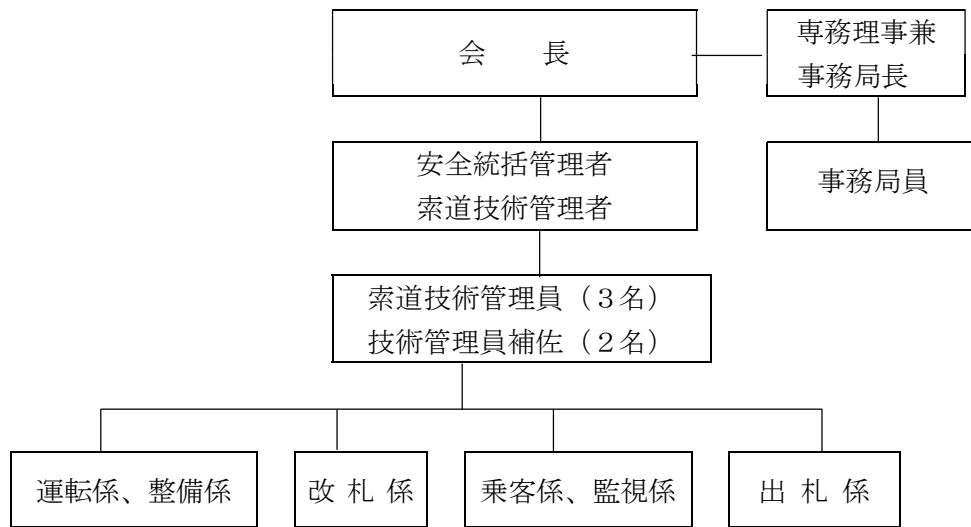 会　　長
専務理事兼
事務局長
安全統括管理者
索道技術管理者
事務局員
索道技術管理員（３名）
技術管理員補佐（２名）
運転係、整備係
改 札 係
乗客係、監視係
出 札 係